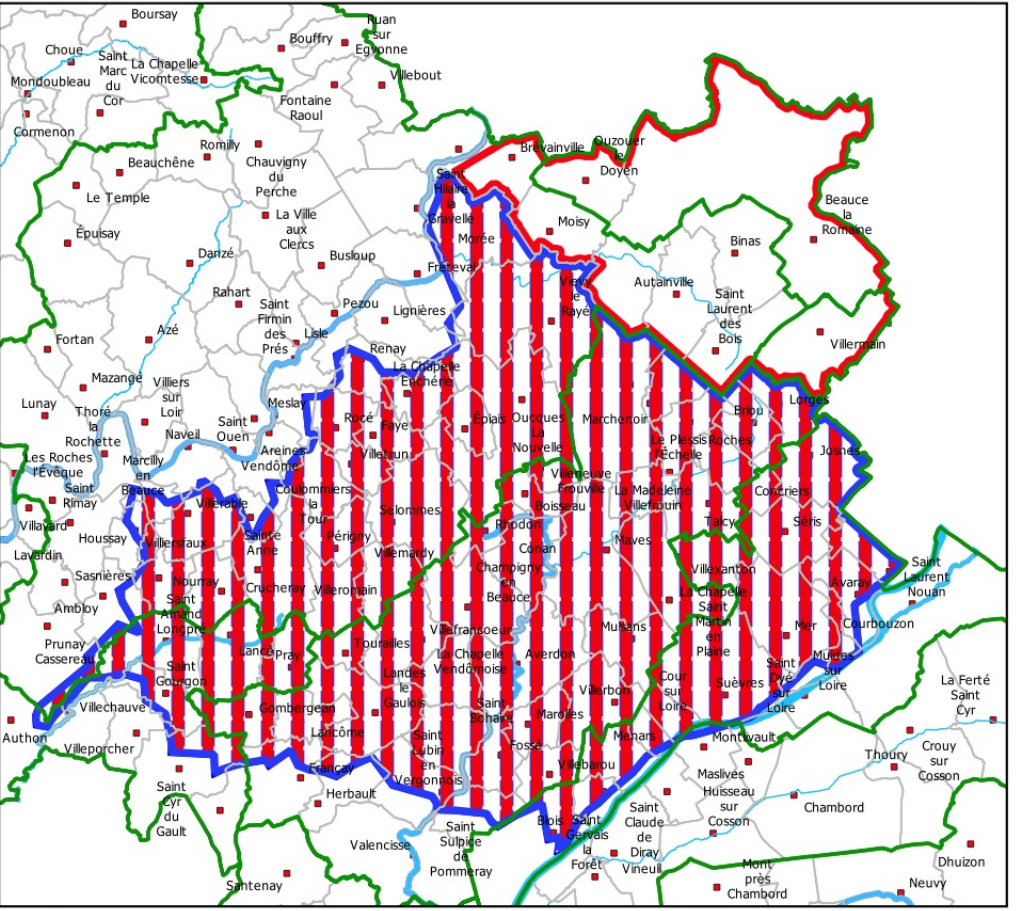 Boursay
Ruan
sur
Egvonne
Bouffry
Choue
Saint
Marc
du
Cor
La Chapelle
Vicomtesse
Villebout
Mondoubleau
Fontaine
Raoul
Cormenon
Romilly
Beauchêne
Chauvigny
du
Perche
Brévainville
Ouzouer
le
Doyen
Le Temple
Saint
Hilaire
la
Gravelle
Beauce
la
Romaine
La Ville
aux
Clercs
Moisy
Épuisay
Morée
Binas
Danzé
Busloup
Fréteval
Autainville
Vievy
le
Rayé
Rahart
Saint
Firmin
des
Prés
Pezou
Lignières
Saint
Laurent
des
Bois
Lisle
Fortan
Azé
Renay
Villermain
La Chapelle
Enchérie
Mazangé
Villiers
sur
Loir
Lunay
Thoré
la
Rochette
Meslay
Lorges
Rocé
Faye
Épiais
Oucques
La
Nouvelle
Marchenoir
Briou
Saint
Ouen
Naveil
Areines
Vendôme
Villetrun
Le Plessis
l'Échelle
Roches
Josnes
Les Roches
l'Évêque
Marcilly
en
Beauce
Saint
Rimay
Coulommiers
la
Tour
Villeneuve
Frouville
La Madeleine
Villefrouin
Concriers
Villerable
Selommes
Boisseau
Villavard
Rhodon
Talcy
Séris
Houssay
Villiersfaux
Sainte
Anne
Périgny
Conan
Maves
Lavardin
Villemardy
Champigny
en
Beauce
Villexanton
Saint
Laurent
Nouan
Sasnières
Nourray
Crucheray
Villeromain
Avaray
La Chapelle
Saint
Martin
en
Plaine
Ambloy
Saint
Amand
Longpré
Villefrancoeur
Mulsans
Mer
Courbouzon
Prunay
Cassereau
Lancé
Pray
Tourailles
La Chapelle
Vendômoise
Averdon
Muides
sur
Loire
Saint
Gourgon
Landes
le
Gaulois
Villerbon
Cour
sur
Loire
Suèvres
Saint
Dyé
sur
Loire
La Ferté
Saint
Cyr
Villechauve
Gombergean
Saint
Bohaire
Marolles
Authon
Villeporcher
Lancôme
Saint
Lubin
en
Vergonnois
Fossé
Menars
Montlivault
Crouy
sur
Cosson
Thoury
Françay
Villebarou
Maslives
Huisseau
sur
Cosson
Saint
Cyr
du
Gault
Herbault
Chambord
Blois
Saint
Gervais
la
Forêt
Saint
Claude
de
Diray
Saint
Sulpice
de
Pommeray
Valencisse
Vineuil
Mont
près
Chambord
Dhuizon
Santenay
Neuvy